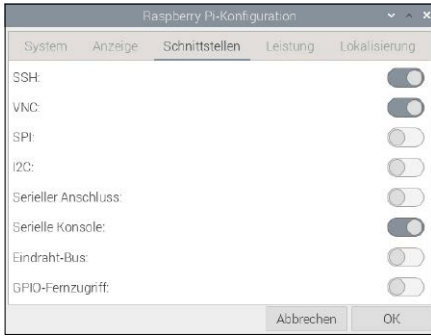 Raspberry Pi-Konfiguration
System Anzeige Schnittstellen Leistung Lokalisierung
SSH:
VNC:
SPI:
I2C:
Serieller Anschluss:
Serielle Konsole:
Eindraht-Bus:
GPIO-Fernzugriff:
Abbrechen OK